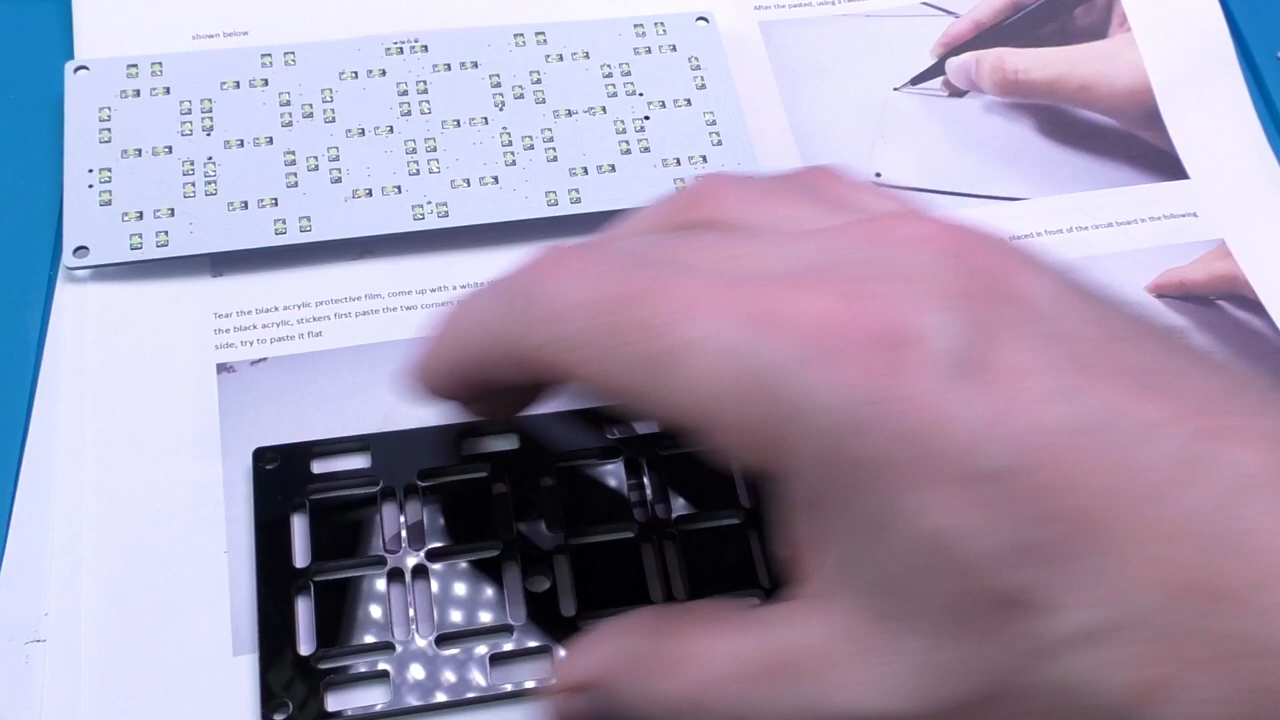 shown below
After the pasted, using a
placed in front of the circuit board in the following
Tear the black acrylic protective film, come up with a white
the black acrylic, stickers first paste the two corners
side, try to paste it flat